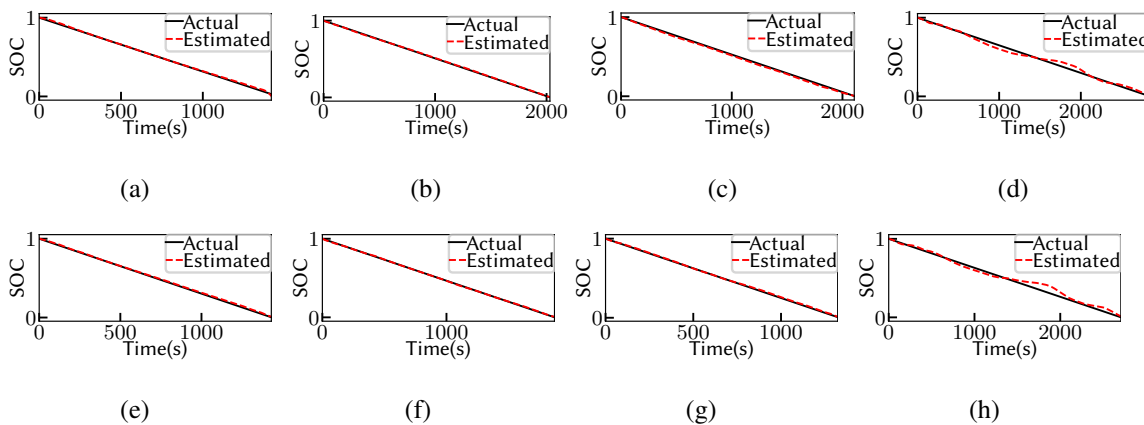 1
SOC
0
Actual
Estimated
0 500 1000
Time(s)
(a)
1
SOC
0
Actual
Estimated
0 1000 2000
Time(s)
(b)
1
SOC
0
Actual
Estimated
0 1000 2000
Time(s)
(c)
1
SOC
0
Actual
Estimated
0 1000 2000
Time(s)
(d)
1
SOC
0
Actual
Estimated
0 500 1000
Time(s)
(e)
1
SOC
0
Actual
Estimated
0 1000
Time(s)
(f)
1
SOC
0
Actual
Estimated
0 500 1000
Time(s)
(g)
1
SOC
0
Actual
Estimated
0 1000 2000
Time(s)
(h)